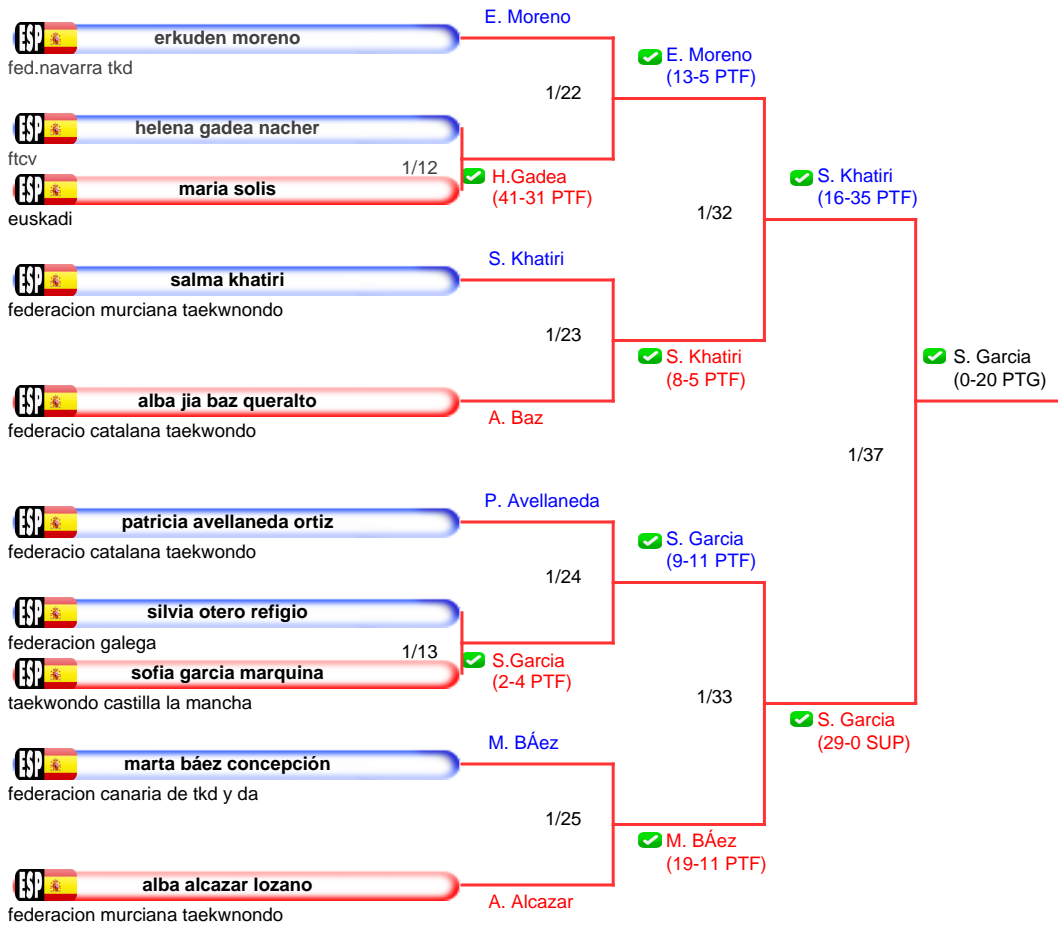 E. Moreno
ESP
erkuden moreno
fed.navarra tkd
E. Moreno
(13-5 PTF)
1/22
ESP
helena gadea nacher
ftcv
1/12
ESP
maria solis
euskadi
H.Gadea
(41-31 PTF)
S. Khatiri
(16-35 PTF)
1/32
S. Khatiri
ESP
salma khatiri
federacion murciana taekwnondo
1/23
S. Khatiri
(8-5 PTF)
ESP
alba jia baz queralto
federacio catalana taekwondo
A. Baz
S. Garcia
(0-20 PTG)
1/37
P. Avellaneda
ESP
patricia avellaneda ortiz
federacio catalana taekwondo
S. Garcia
(9-11 PTF)
1/24
ESP
silvia otero refigio
federacion galega
1/13
ESP
sofia garcia marquina
taekwondo castilla la mancha
S.Garcia
(2-4 PTF)
1/33
S. Garcia
(29-0 SUP)
M. BÁez
ESP
marta báez concepción
federacion canaria de tkd y da
1/25
M. BÁez
(19-11 PTF)
ESP
alba alcazar lozano
federacion murciana taekwnondo
A. Alcazar